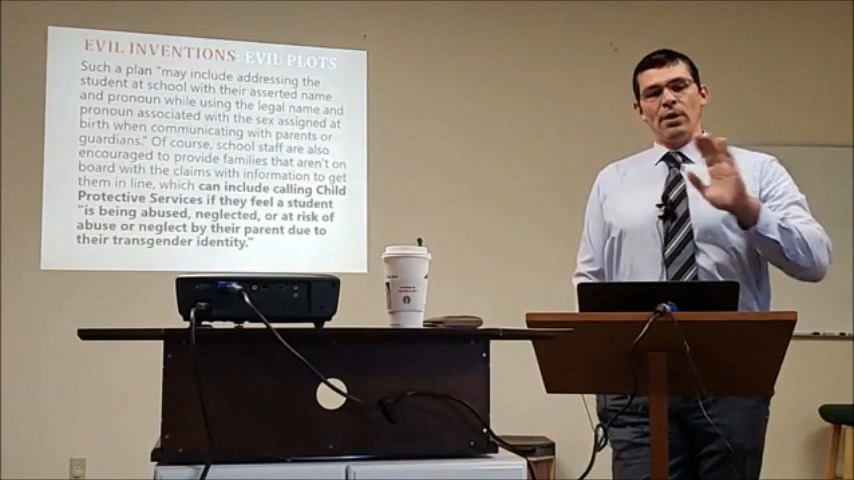 EVIL INVENTIONS: EVIL PLOTS
Such a plan "may include addressing the
student at school with their asserted name
and pronoun while using the legal name and
pronoun associated with the sex assigned at
birth when communicating with parents or
guardians." Of course, school staff are also
encouraged to provide families that aren't on
board with the claims with information to get
them in line, which can include calling Child
Protective Services if they feel a student
"is being abused, neglected, or at risk of
abuse or neglect by their parent due to
their transgender identity."